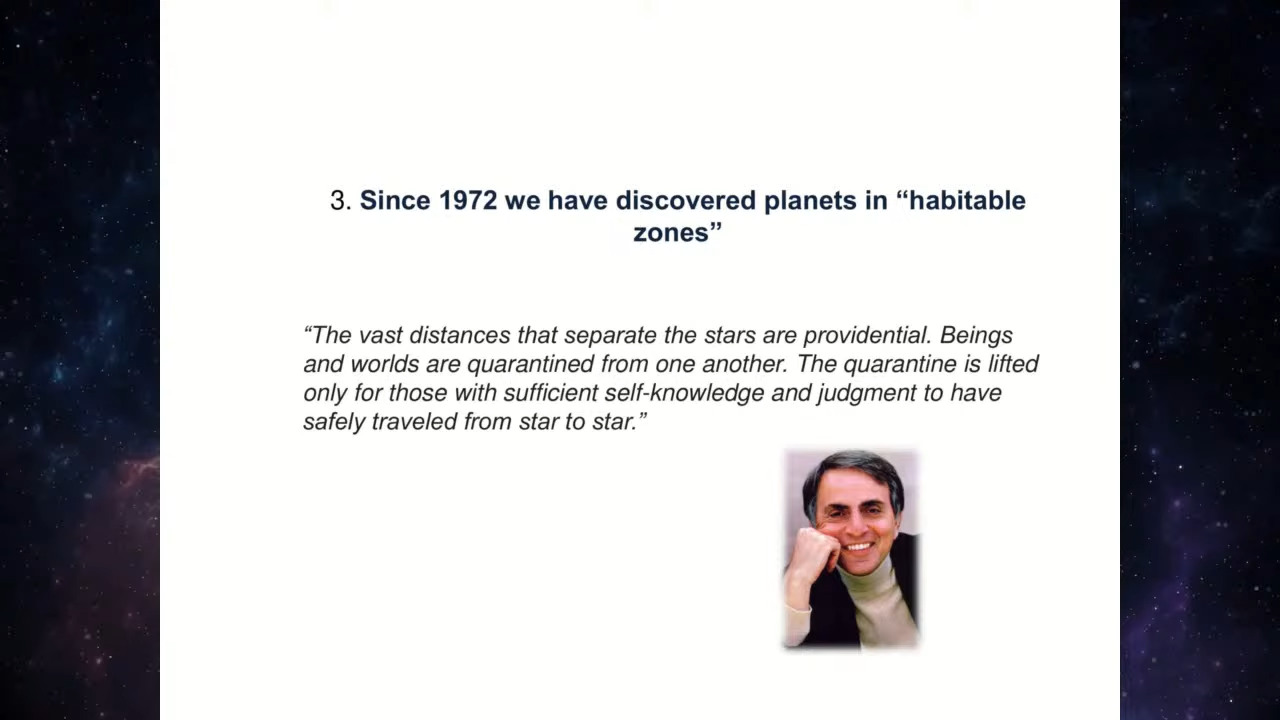 3. Since 1972 we have discovered planets in “habitable
zones”
“The vast distances that separate the stars are providential. Beings
and worlds are quarantined from one another. The quarantine is lifted
only for those with sufficient self-knowledge and judgment to have
safely traveled from star to star.”